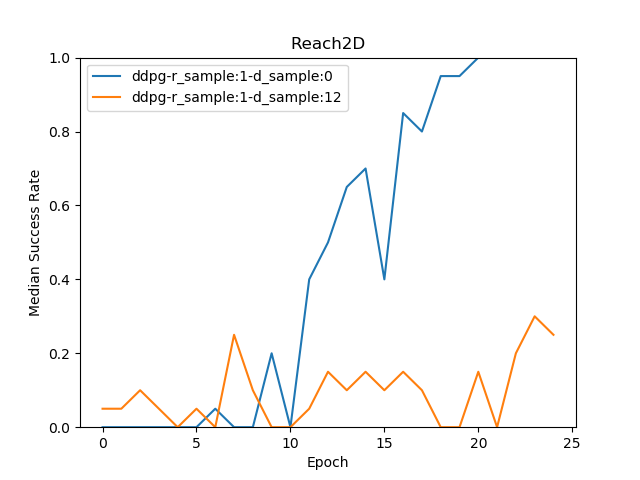 Reach2D
ddpg-r_sample:1-d_sample:0
ddpg-r_sample:1-d_sample:12
Median Success Rate
1.0
0.8
0.6
0.4
0.2
0.0
0 5 10 15 20 25
Epoch